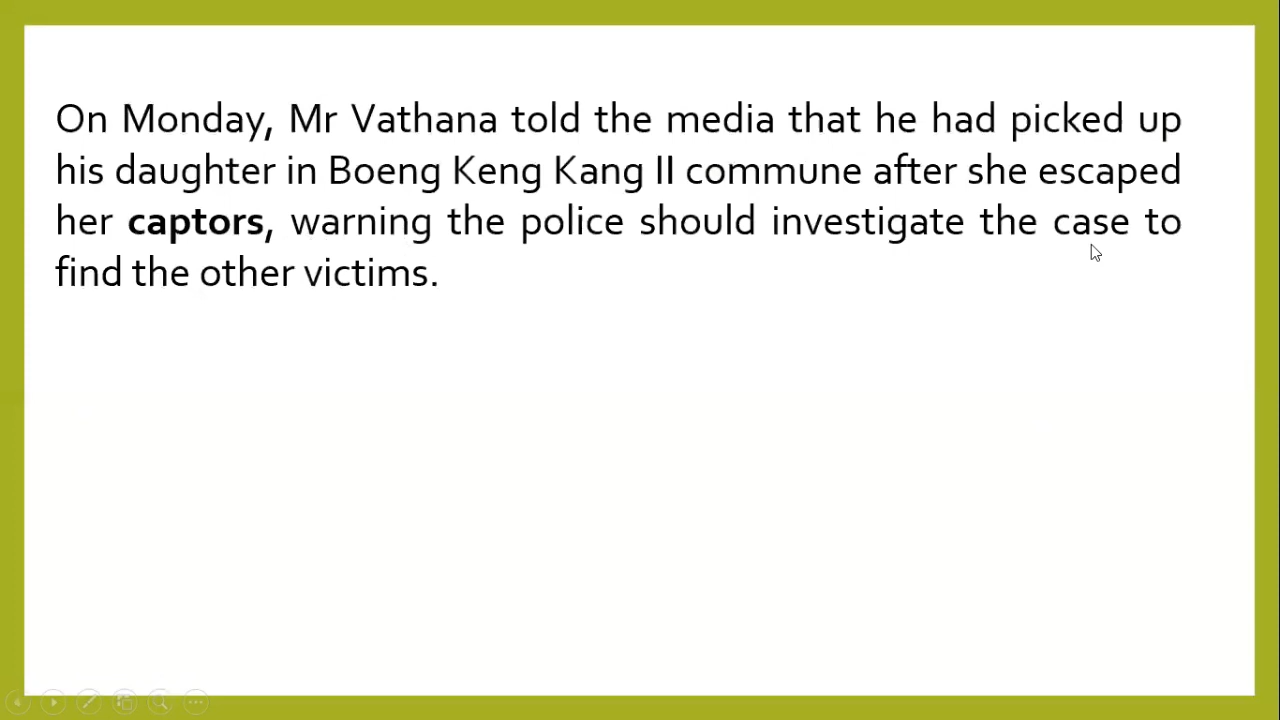 On Monday, Mr Vathana told the media that he had picked up
his daughter in Boeng Keng Kang II commune after she escaped
her captors, warning the police should investigate the case to
find the other victims.